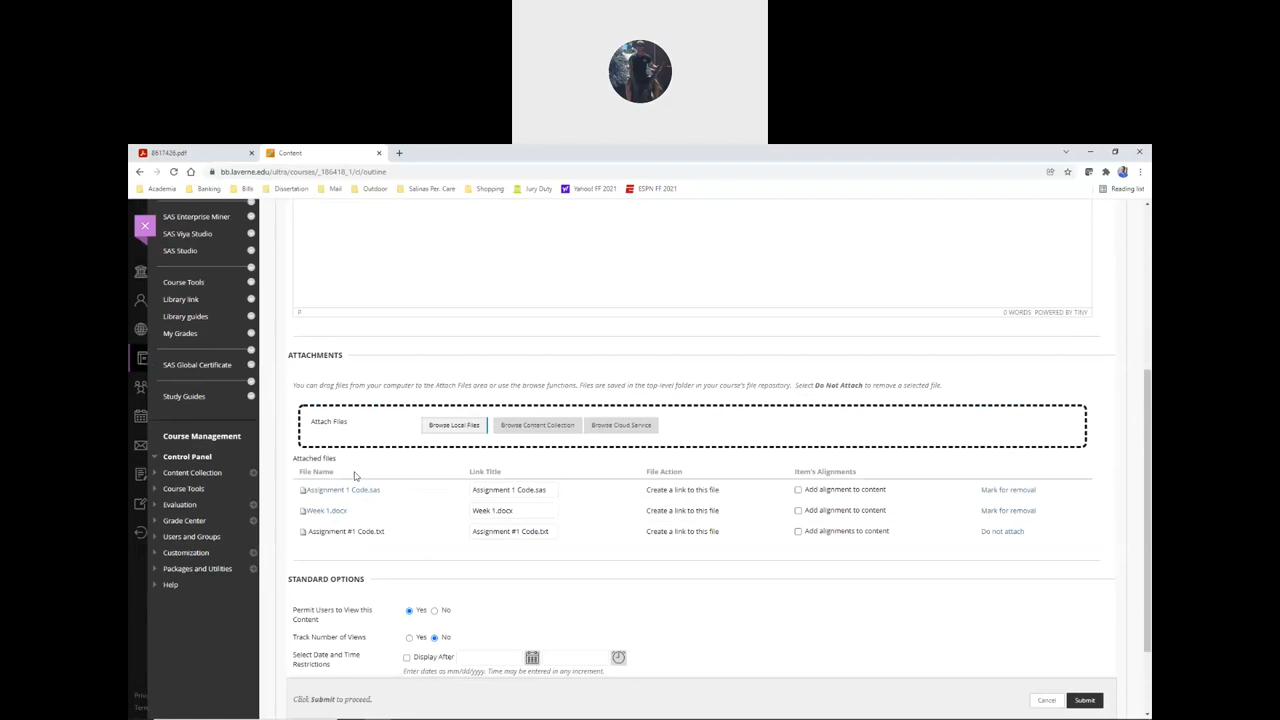 8617426.pdf
Content
bb.laverne.edu/ultra/courses/_186418_1/cl/outline
Academia Banking Bills Dissertation Mail Outdoor Salinas Per. Care Shopping Jury Duty Yahoo! FF 2021 ESPN FF 2021 Reading list
SAS Enterprise Miner
SAS Viya Studio
SAS Studio
Course Tools
Library link
Library guides
My Grades
SAS Global Certificate
Study Guides
Course Management
Control Panel
Content Collection
Course Tools
Evaluation
Grade Center
Users and Groups
Customization
Packages and Utilities
Help
P 0 WORDS POWERED BY TINY
ATTACHMENTS
You can drag files from your computer to the Attach Files area or use the browse functions. Files are saved in the top-level folder in your course's file repository. Select Do Not Attach to remove a selected file.
Attach Files Browse Local Files Browse Content Collection Browse Cloud Service
Attached files
File Name Link Title File Action Item's Alignments
Assignment 1 Code.sas Assignment 1 Code.sas Create a link to this file Add alignment to content Mark for removal
Week 1.docx Week 1.docx Create a link to this file Add alignment to content Mark for removal
Assignment #1 Code.txt Assignment #1 Code.txt Create a link to this file Add alignments to content Do not attach
STANDARD OPTIONS
Permit Users to View this Content Yes No
Track Number of Views Yes No
Select Date and Time Restrictions Display After
Enter dates as mm/dd/yyyy. Time may be entered in any increment.
Click Submit to proceed. Cancel Submit
Priva
Term